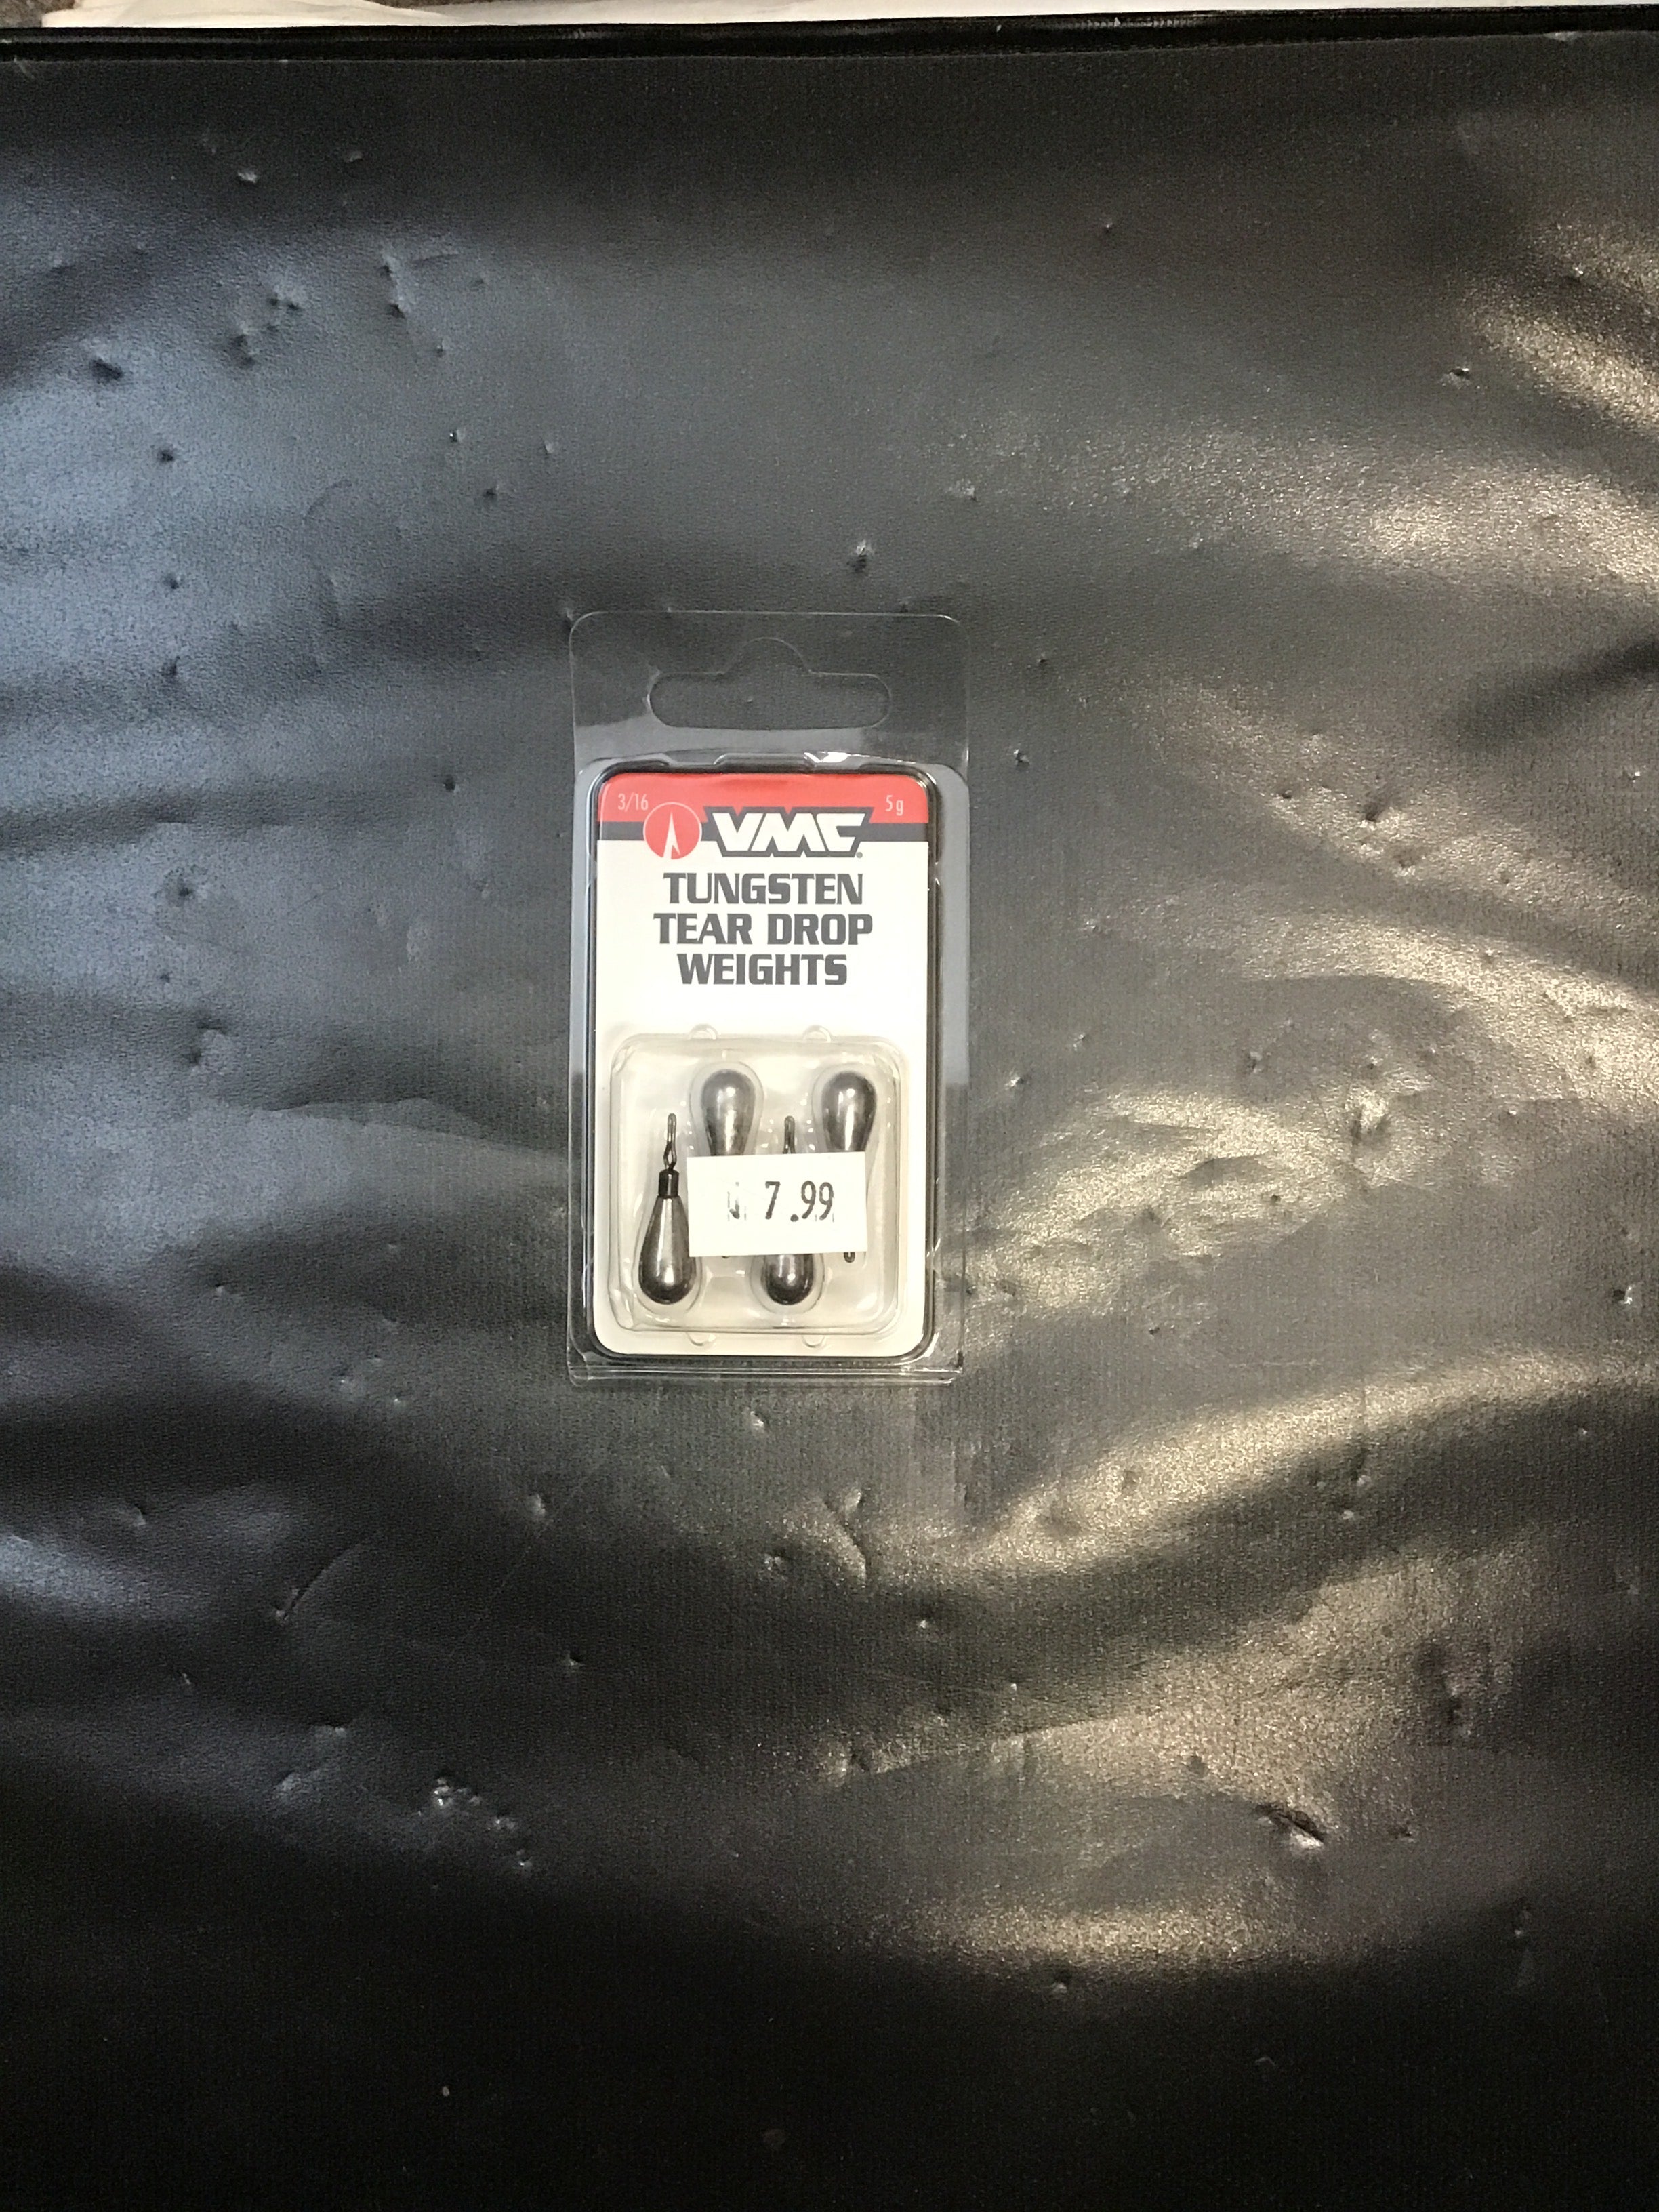 3/16 VMC 5g
TUNGSTEN
TEAR DROP
WEIGHTS
7.99